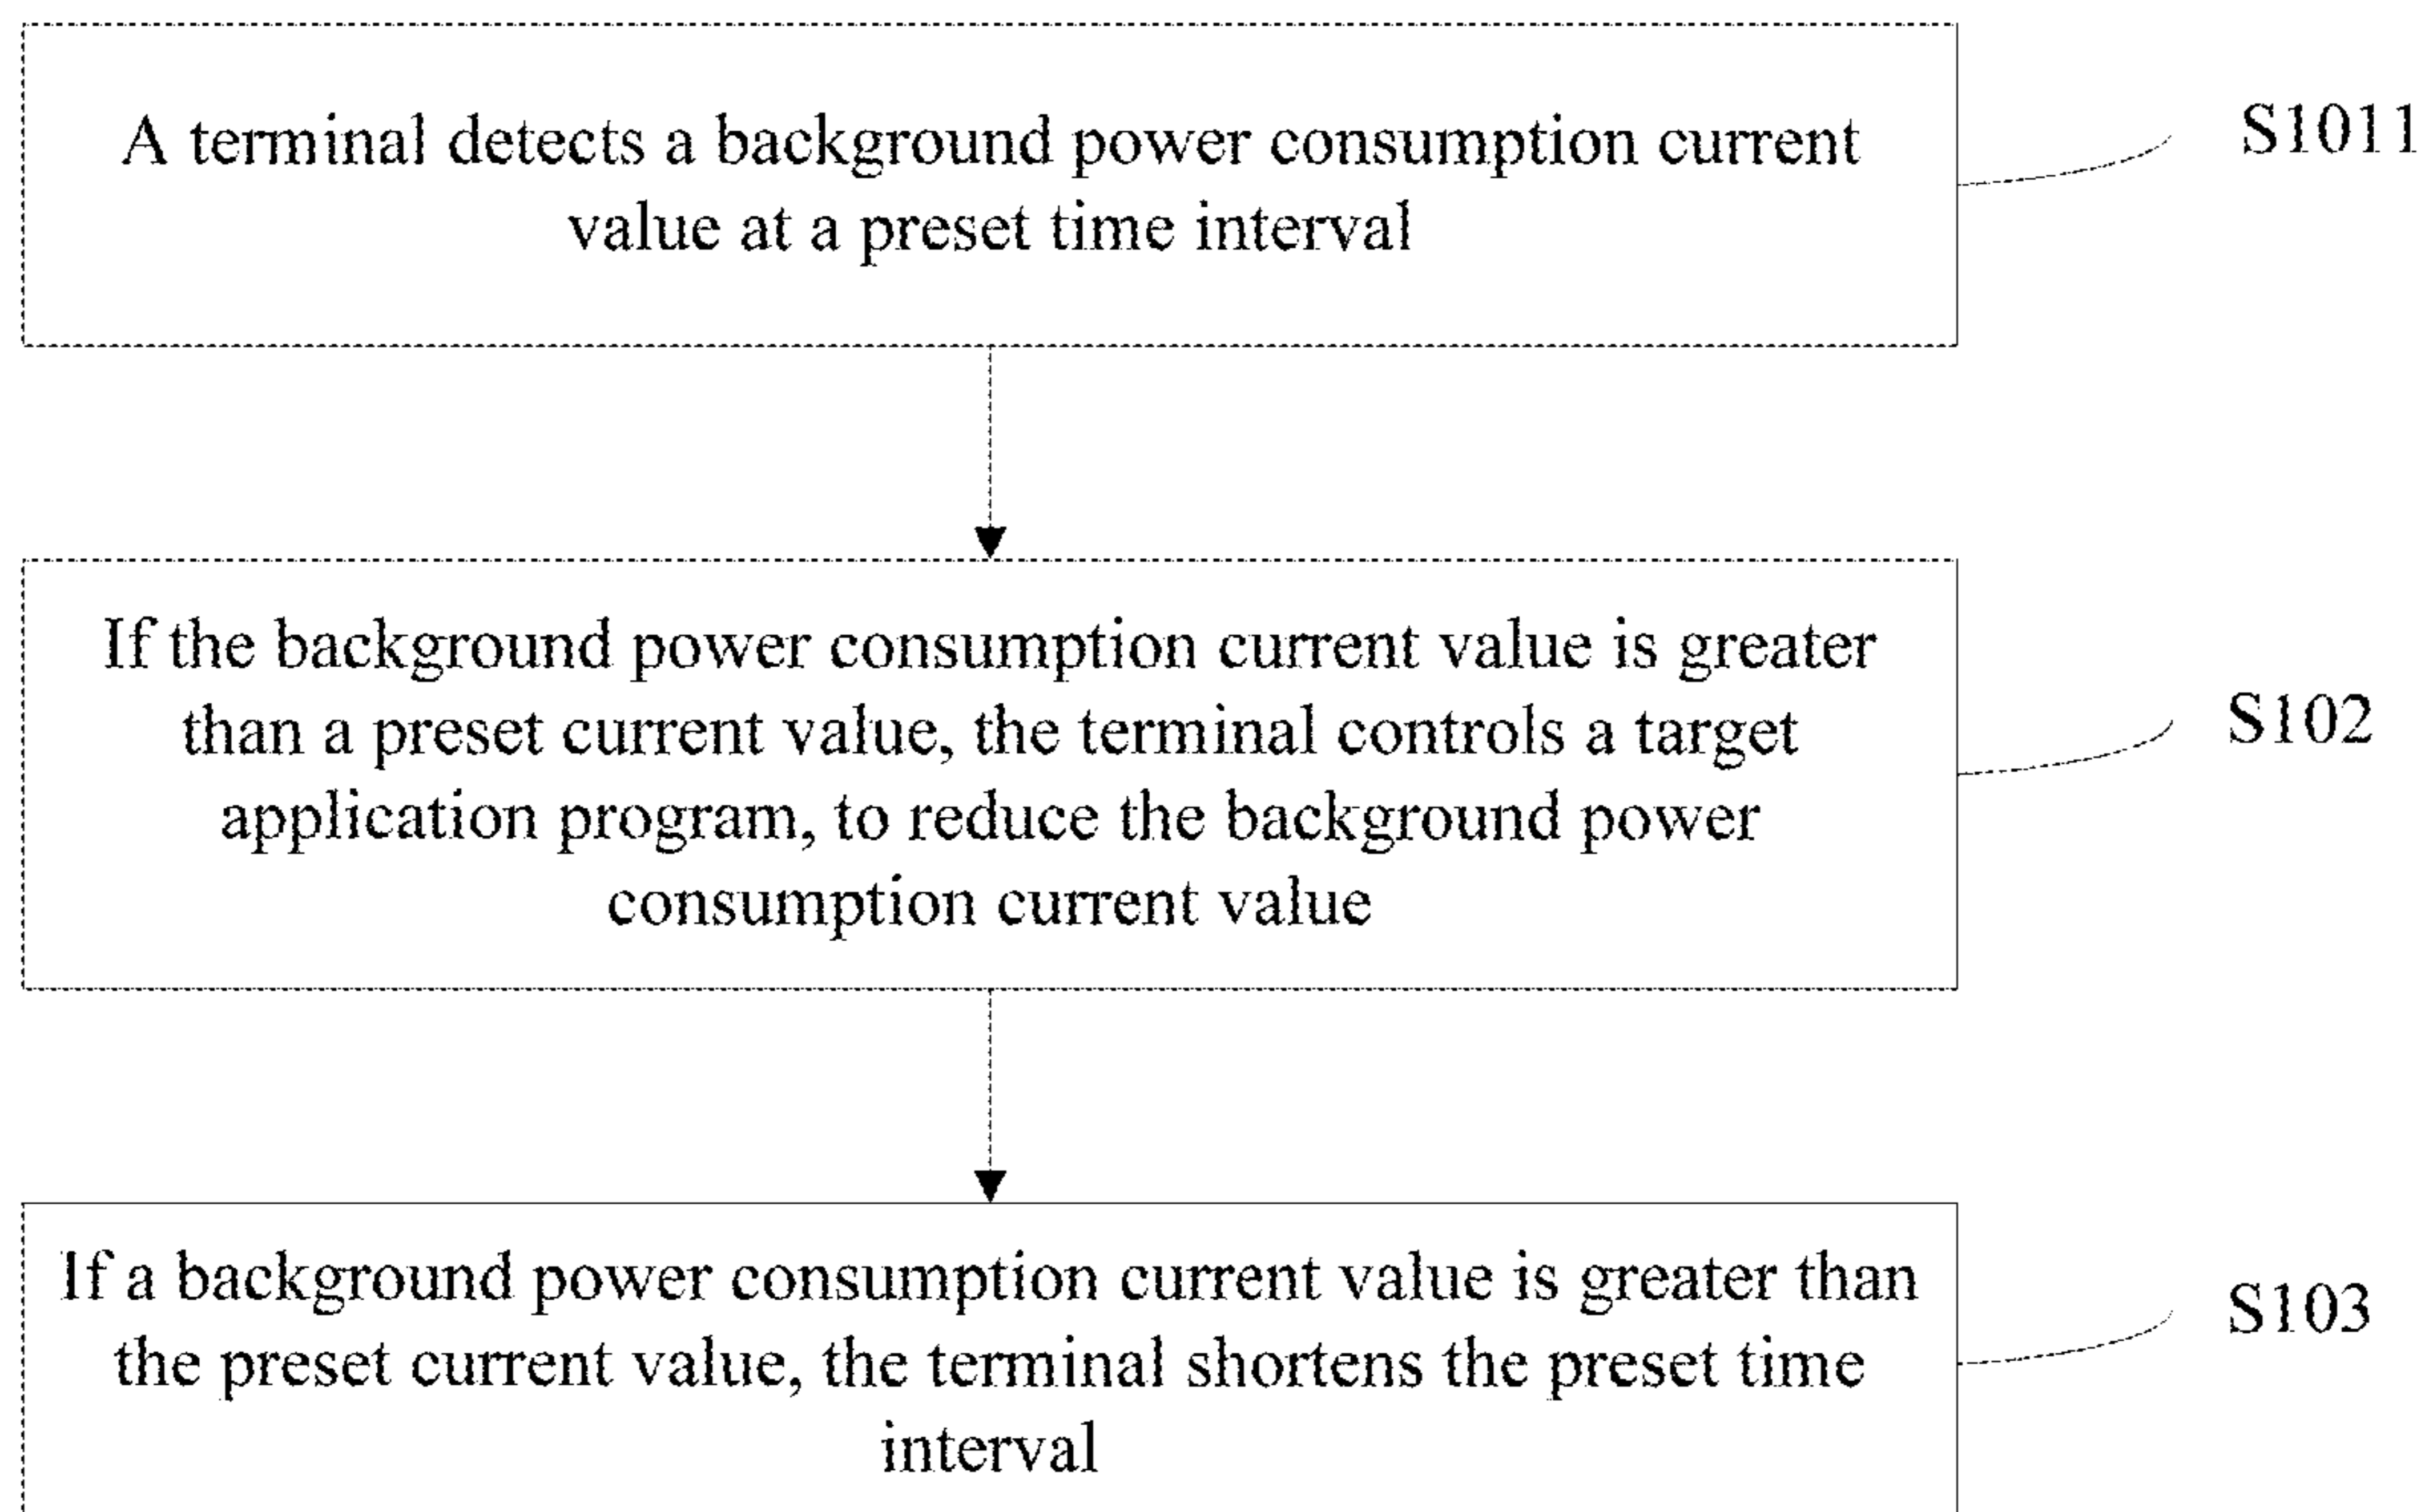 A terminal detects a background power consumption current
value at a preset time interval
S1011
If the background power consumption current value is greater
than a preset current value, the terminal controls a target
application program, to reduce the background power
consumption current value
S102
If a background power consumption current value is greater than
the preset current value, the terminal shortens the preset time
interval
S103